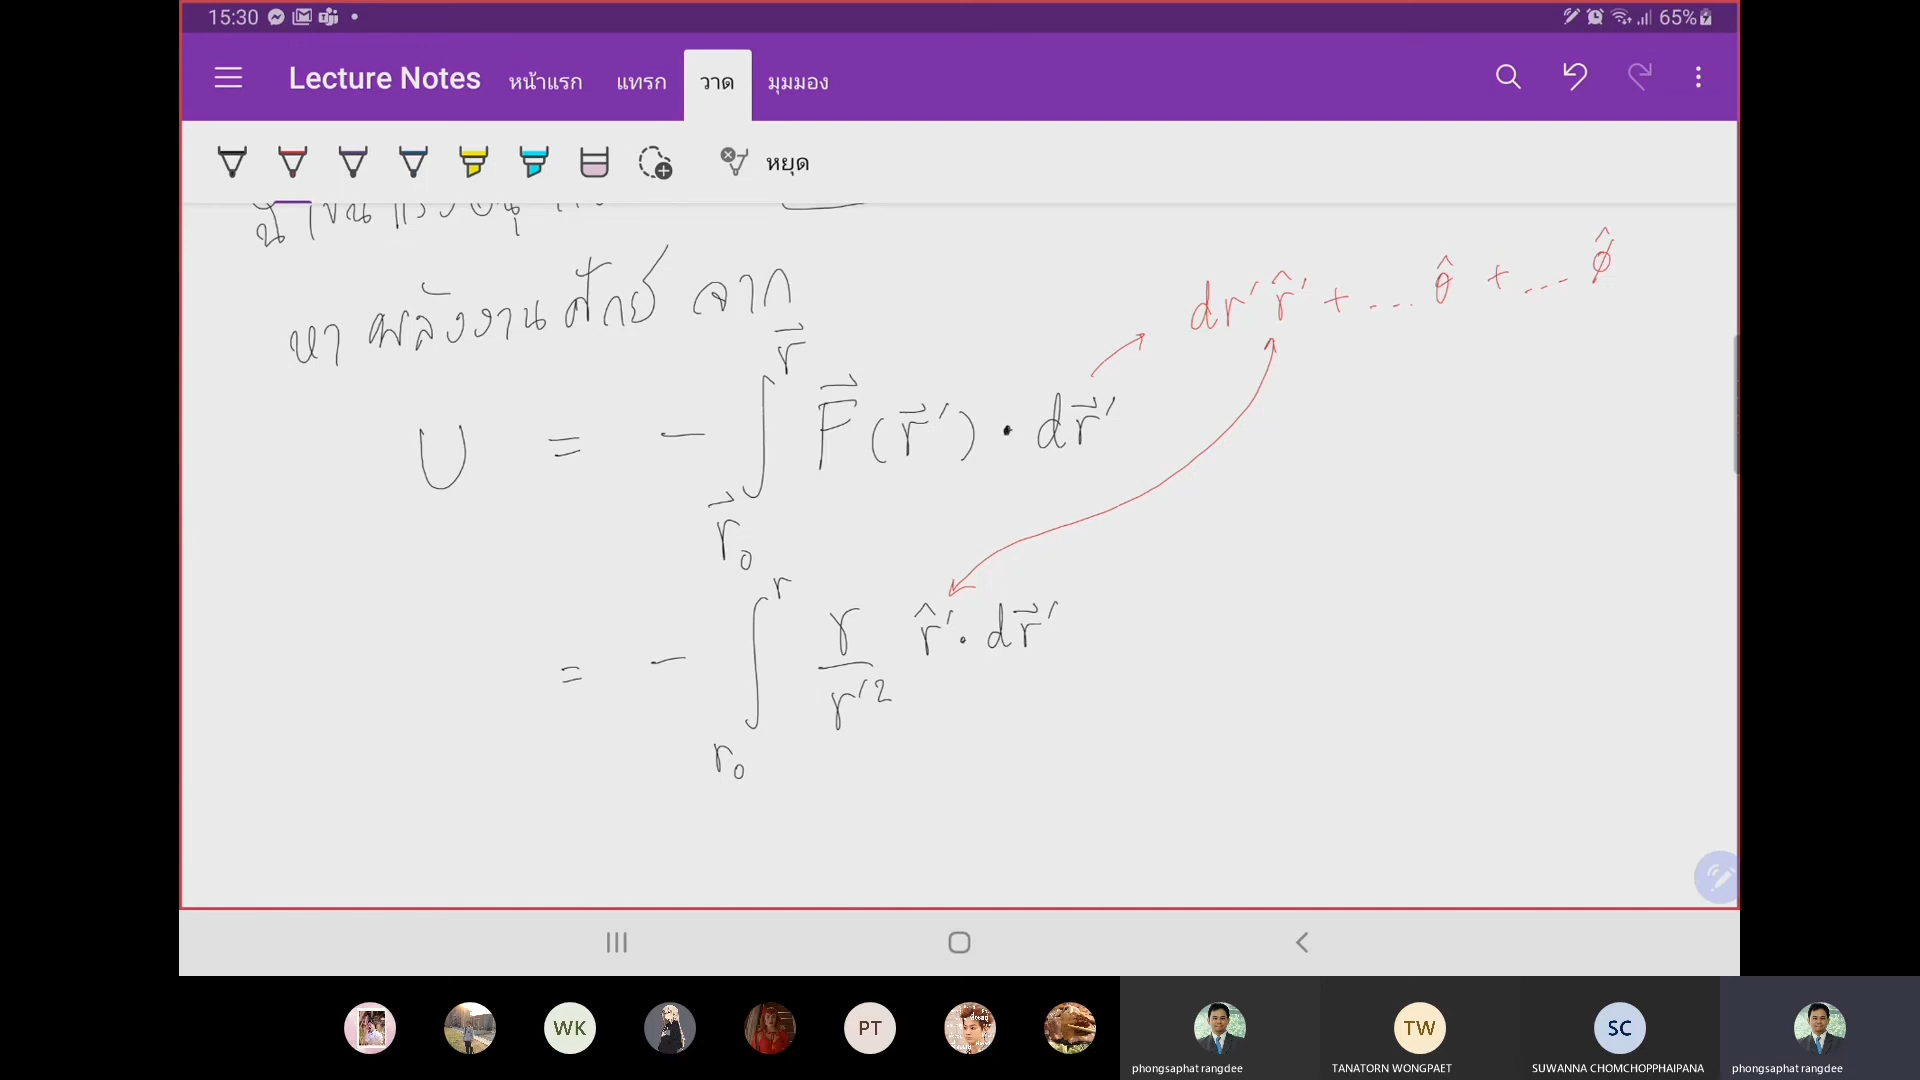 15:30 65%
Lecture Notes หน้าแรก แทรก วาด มุมมอง
หยุด
หา พลังงานศักย์ จาก
dr′ r̂′ + ... θ̂ + ... ϕ̂
U = - ∫_{r⃗₀}^{r⃗} F⃗(r⃗′) · dr⃗′
= - ∫_{r₀}^{r} γ/r′² r̂′ · dr⃗′
WK PT TW SC
phongsaphat rangdee TANATORN WONGPAET SUWANNA CHOMCHOPPHAIPANA phongsaphat rangdee